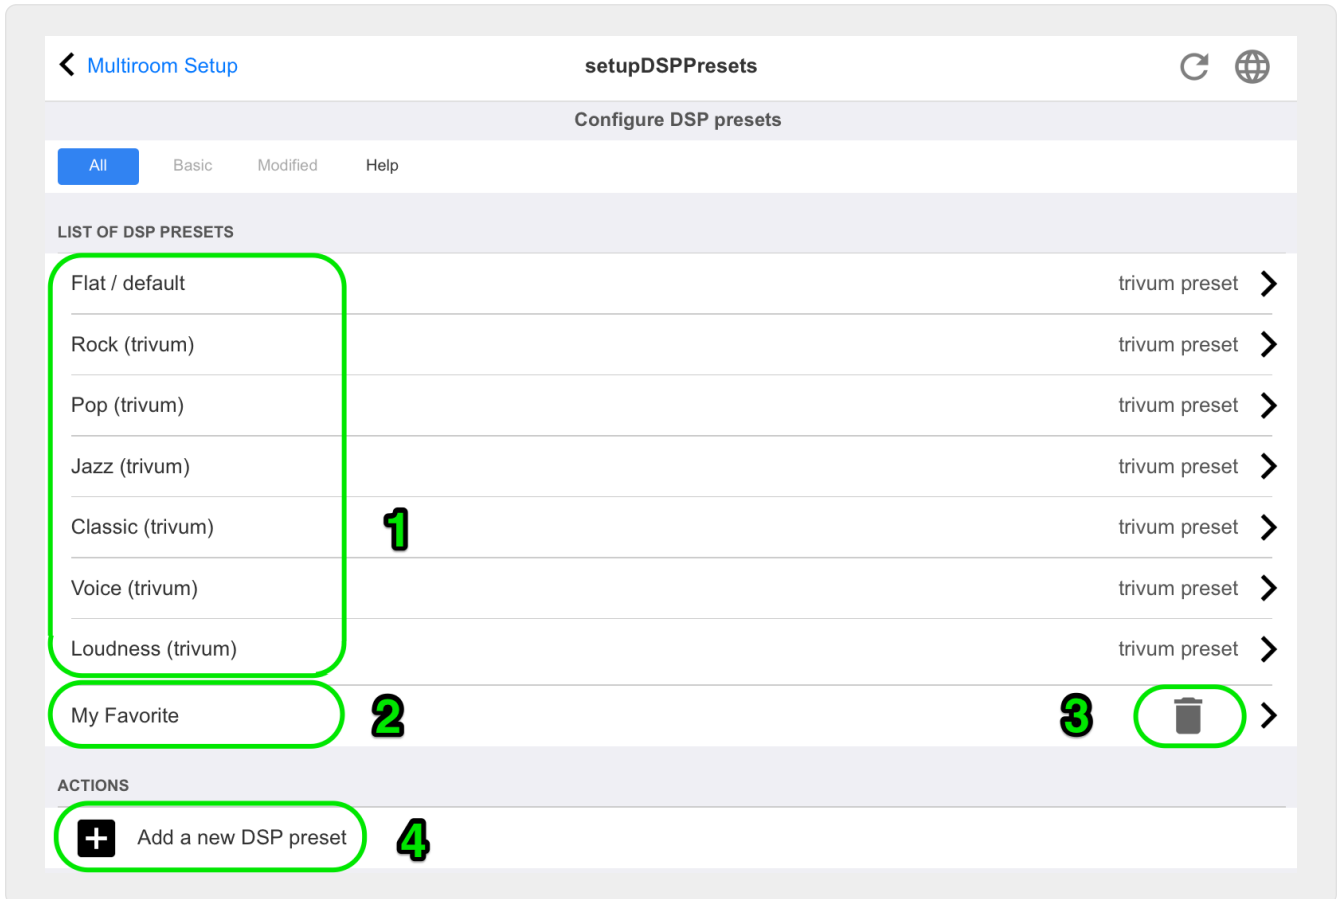 Multiroom Setup setupDSPPresets
Configure DSP presets
All Basic Modified Help
LIST OF DSP PRESETS
Flat / default trivum preset
Rock (trivum) trivum preset
Pop (trivum) trivum preset
Jazz (trivum) trivum preset
Classic (trivum) 1 trivum preset
Voice (trivum) trivum preset
Loudness (trivum) trivum preset
My Favorite 2 3
ACTIONS
Add a new DSP preset 4